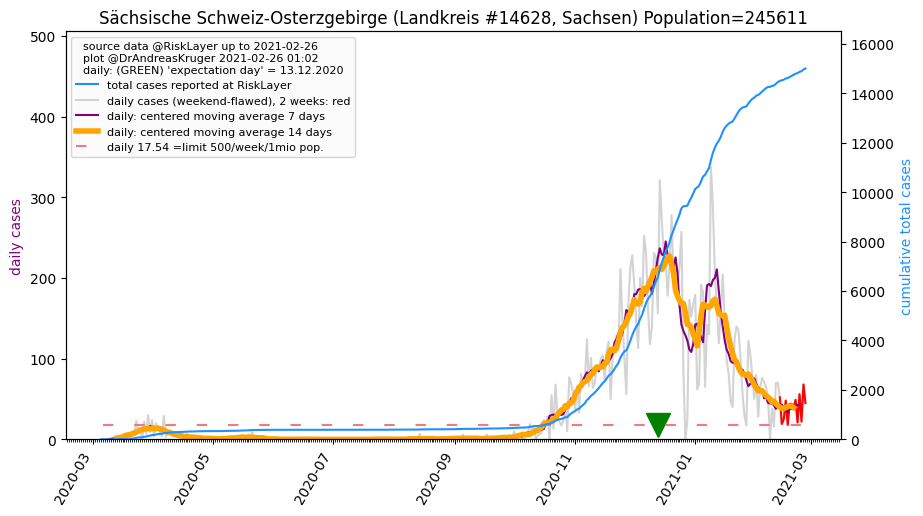 Sächsische Schweiz-Osterzgebirge (Landkreis #14628, Sachsen) Population=245611
source data @RiskLayer up to 2021-02-26
plot @DrAndreasKruger 2021-02-26 01:02
daily: (GREEN) 'expectation day' = 13.12.2020
total cases reported at RiskLayer
daily cases (weekend-flawed), 2 weeks: red
daily: centered moving average 7 days
daily: centered moving average 14 days
daily 17.54 =limit 500/week/1mio pop.
daily cases
500
400
300
200
100
0
cumulative total cases
16000
14000
12000
10000
8000
6000
4000
2000
0
2020-03
2020-05
2020-07
2020-09
2020-11
2021-01
2021-03